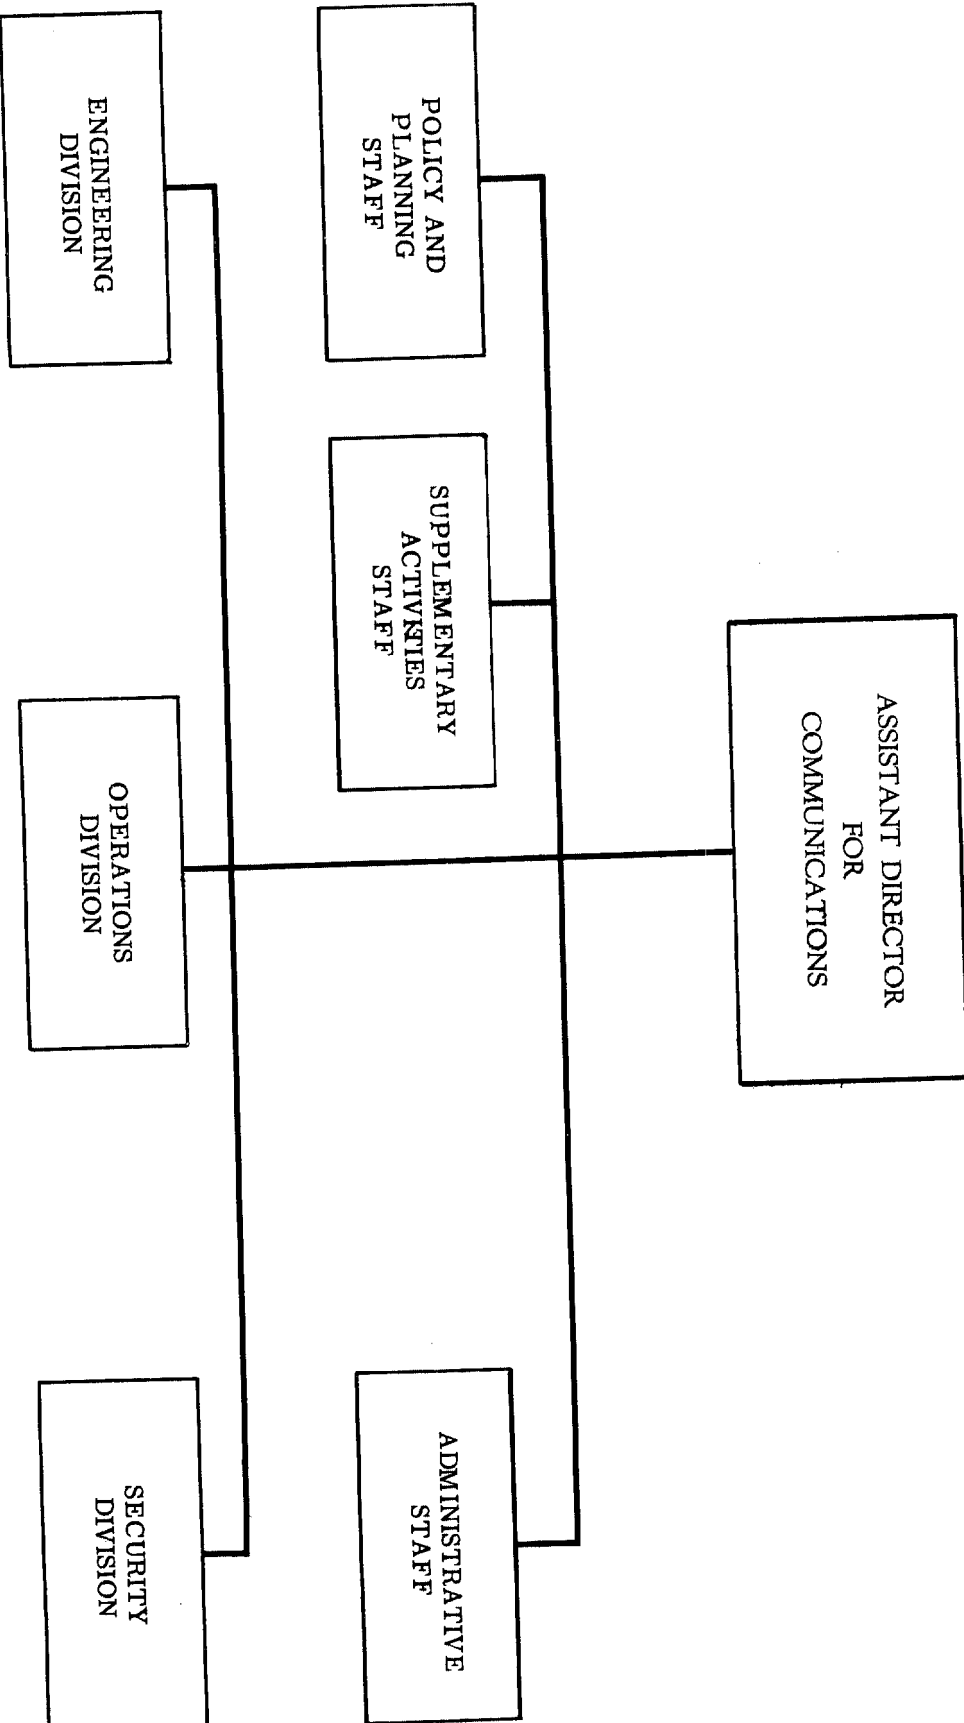 ASSISTANT DIRECTOR
FOR
COMMUNICATIONS
POLICY AND
PLANNING
STAFF
SUPPLEMENTARY
ACTIVITIES
STAFF
ADMINISTRATIVE
STAFF
ENGINEERING
DIVISION
OPERATIONS
DIVISION
SECURITY
DIVISION